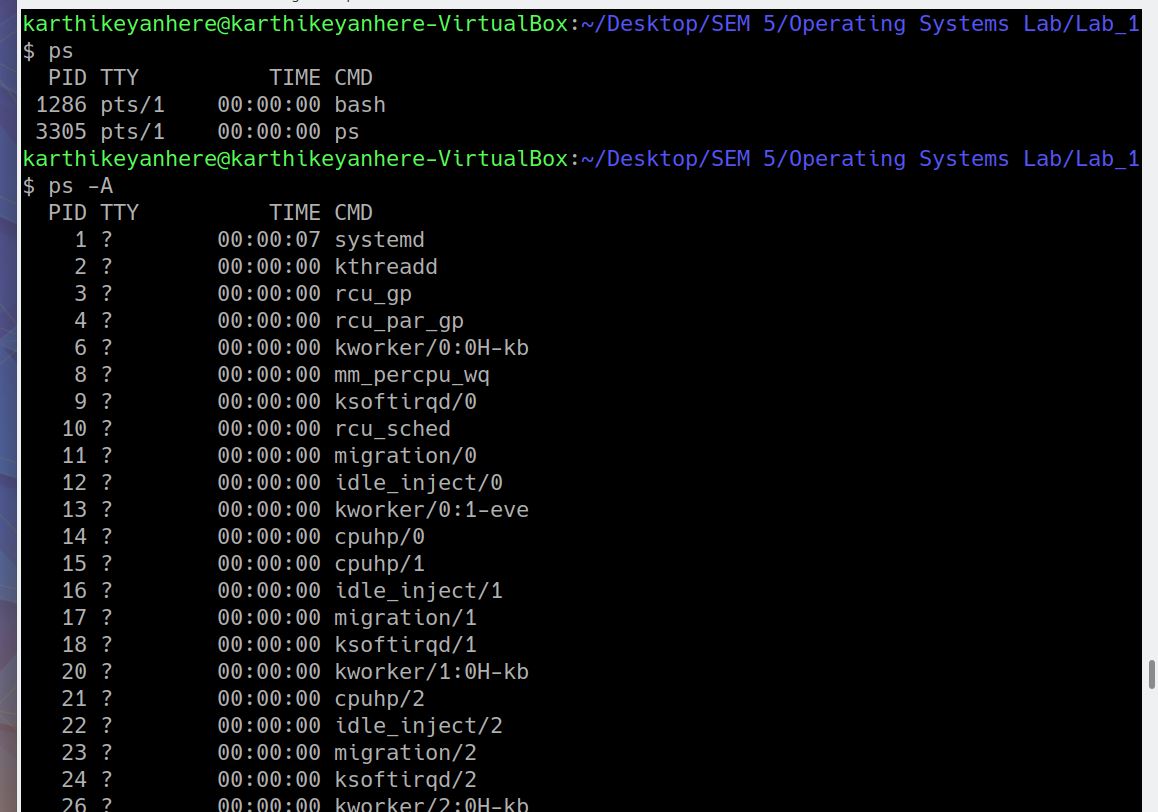 karthikeyanhere@karthikeyanhere-VirtualBox:~/Desktop/SEM 5/Operating Systems Lab/Lab_1
$ ps
PID TTY TIME CMD
1286 pts/1 00:00:00 bash
3305 pts/1 00:00:00 ps
karthikeyanhere@karthikeyanhere-VirtualBox:~/Desktop/SEM 5/Operating Systems Lab/Lab_1
$ ps -A
PID TTY TIME CMD
1 ? 00:00:07 systemd
2 ? 00:00:00 kthreadd
3 ? 00:00:00 rcu_gp
4 ? 00:00:00 rcu_par_gp
6 ? 00:00:00 kworker/0:0H-kb
8 ? 00:00:00 mm_percpu_wq
9 ? 00:00:00 ksoftirqd/0
10 ? 00:00:00 rcu_sched
11 ? 00:00:00 migration/0
12 ? 00:00:00 idle_inject/0
13 ? 00:00:00 kworker/0:1-eve
14 ? 00:00:00 cpuhp/0
15 ? 00:00:00 cpuhp/1
16 ? 00:00:00 idle_inject/1
17 ? 00:00:00 migration/1
18 ? 00:00:00 ksoftirqd/1
20 ? 00:00:00 kworker/1:0H-kb
21 ? 00:00:00 cpuhp/2
22 ? 00:00:00 idle_inject/2
23 ? 00:00:00 migration/2
24 ? 00:00:00 ksoftirqd/2
26 ? 00:00:00 kworker/2:0H-kb